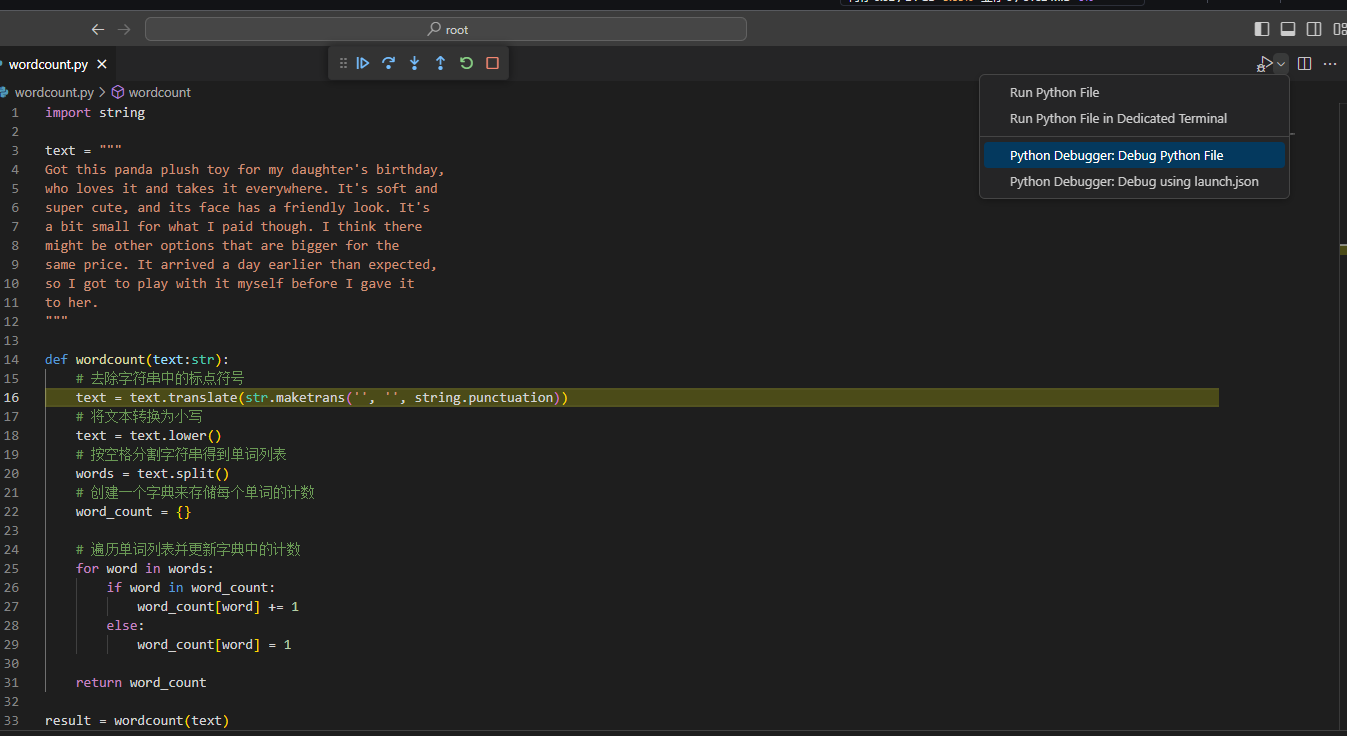 root
wordcount.py
wordcount.py > wordcount
Run Python File
Run Python File in Dedicated Terminal
Python Debugger: Debug Python File
Python Debugger: Debug using launch.json
1 import string
2
3 text = """
4 Got this panda plush toy for my daughter's birthday,
5 who loves it and takes it everywhere. It's soft and
6 super cute, and its face has a friendly look. It's
7 a bit small for what I paid though. I think there
8 might be other options that are bigger for the
9 same price. It arrived a day earlier than expected,
10 so I got to play with it myself before I gave it
11 to her.
12 """
13
14 def wordcount(text:str):
15 # 去除字符串中的标点符号
16 text = text.translate(str.maketrans('', '', string.punctuation))
17 # 将文本转换为小写
18 text = text.lower()
19 # 按空格分割字符串得到单词列表
20 words = text.split()
21 # 创建一个字典来存储每个单词的计数
22 word_count = {}
23
24 # 遍历单词列表并更新字典中的计数
25 for word in words:
26 if word in word_count:
27 word_count[word] += 1
28 else:
29 word_count[word] = 1
30
31 return word_count
32
33 result = wordcount(text)